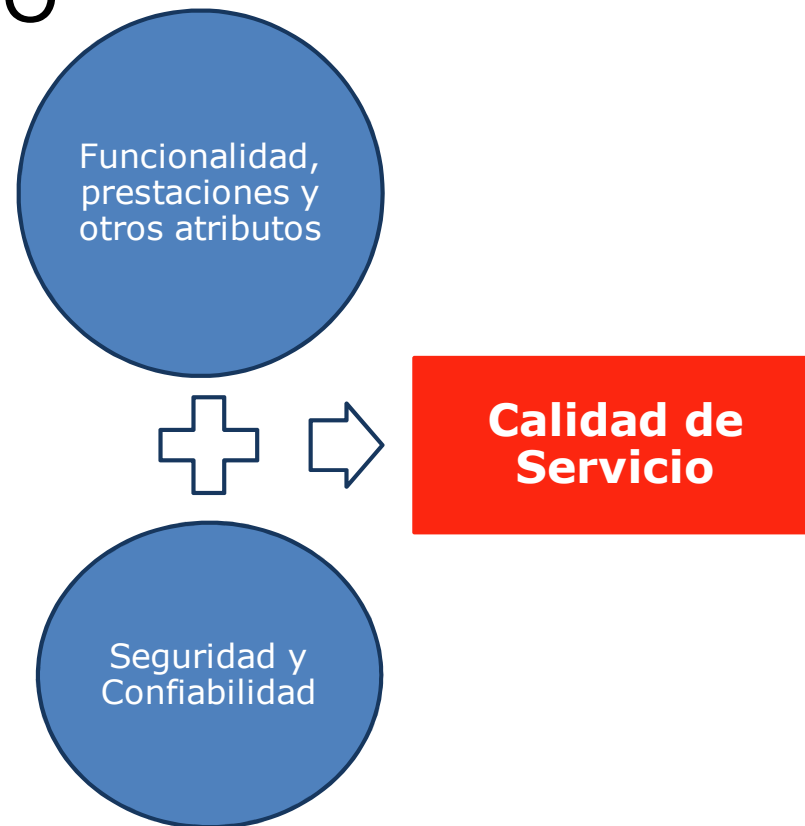 Funcionalidad,
prestaciones y
otros atributos
Calidad de
Servicio
Seguridad y
Confiabilidad